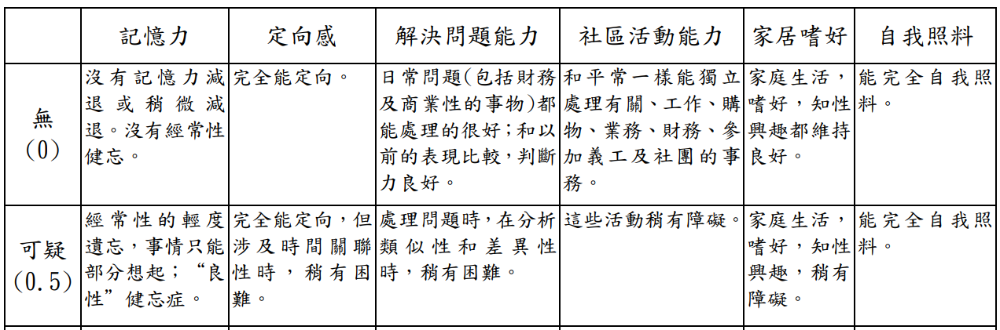 記憶力
定向感
解決問題能力
社區活動能力
家居嗜好
自我照料
無
(0)
沒有記憶力減
退或稍微減
退。沒有經常性
健忘。
完全能定向。
日常問題(包括財務
及商業性的事物)都
能處理的很好;和以
前的表現比較,判斷
力良好。
和平常一樣能獨立
處理有關、工作、購
物、業務、財務、參
加義工及社團的事
務。
家庭生活,
嗜好,知性
興趣都維持
良好。
能完全自我照
料。
可疑
(0.5)
經常性的輕度
遺忘,事情只能
部分想起;“良
性”健忘症。
完全能定向,但
涉及時間關聯
性時,稍有困
難。
處理問題時,在分析
類似性和差異性
時,稍有困難。
這些活動稍有障礙。
家庭生活,
嗜好,知性
興趣,稍有
障礙。
能完全自我照
料。